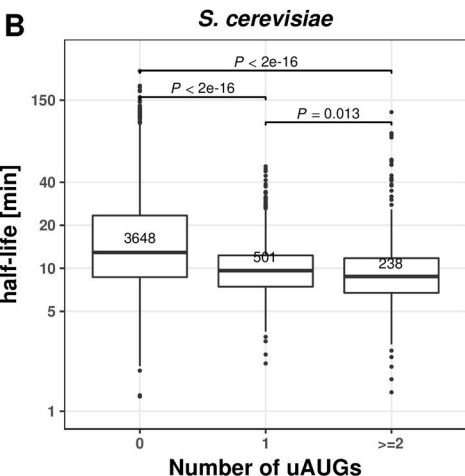 B
S. cerevisiae
P < 2e-16
P < 2e-16
P = 0.013
half-life [min]
150
40
20
10
5
1
3648
501
238
0
1
>=2
Number of uAUGs